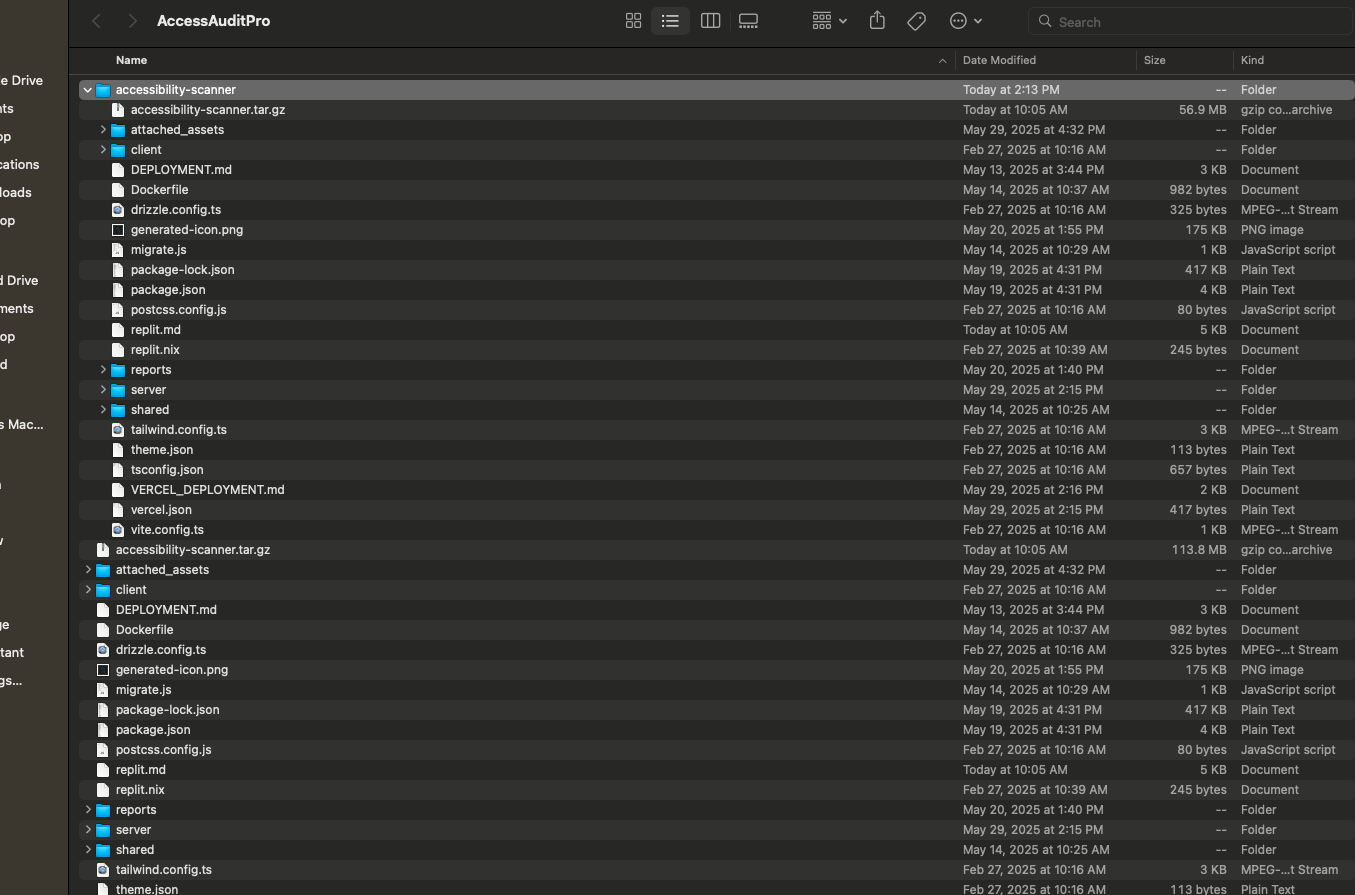 AccessAuditPro
Search
Name Date Modified Size Kind
e Drive
nts
op
cations
loads
op
d Drive
ments
op
d
s Mac...
ge
tant
gs...
accessibility-scanner Today at 2:13 PM -- Folder
accessibility-scanner.tar.gz Today at 10:05 AM 56.9 MB gzip co...archive
attached_assets May 29, 2025 at 4:32 PM -- Folder
client Feb 27, 2025 at 10:16 AM -- Folder
DEPLOYMENT.md May 13, 2025 at 3:44 PM 3 KB Document
Dockerfile May 14, 2025 at 10:37 AM 982 bytes Document
drizzle.config.ts Feb 27, 2025 at 10:16 AM 325 bytes MPEG-...t Stream
generated-icon.png May 20, 2025 at 1:55 PM 175 KB PNG image
migrate.js May 14, 2025 at 10:29 AM 1 KB JavaScript script
package-lock.json May 19, 2025 at 4:31 PM 417 KB Plain Text
package.json May 19, 2025 at 4:31 PM 4 KB Plain Text
postcss.config.js Feb 27, 2025 at 10:16 AM 80 bytes JavaScript script
replit.md Today at 10:05 AM 5 KB Document
replit.nix Feb 27, 2025 at 10:39 AM 245 bytes Document
reports May 20, 2025 at 1:40 PM -- Folder
server May 29, 2025 at 2:15 PM -- Folder
shared May 14, 2025 at 10:25 AM -- Folder
tailwind.config.ts Feb 27, 2025 at 10:16 AM 3 KB MPEG-...t Stream
theme.json Feb 27, 2025 at 10:16 AM 113 bytes Plain Text
tsconfig.json Feb 27, 2025 at 10:16 AM 657 bytes Plain Text
VERCEL_DEPLOYMENT.md May 29, 2025 at 2:16 PM 2 KB Document
vercel.json May 29, 2025 at 2:15 PM 417 bytes Plain Text
vite.config.ts Feb 27, 2025 at 10:16 AM 1 KB MPEG-...t Stream
accessibility-scanner.tar.gz Today at 10:05 AM 113.8 MB gzip co...archive
attached_assets May 29, 2025 at 4:32 PM -- Folder
client Feb 27, 2025 at 10:16 AM -- Folder
DEPLOYMENT.md May 13, 2025 at 3:44 PM 3 KB Document
Dockerfile May 14, 2025 at 10:37 AM 982 bytes Document
drizzle.config.ts Feb 27, 2025 at 10:16 AM 325 bytes MPEG-...t Stream
generated-icon.png May 20, 2025 at 1:55 PM 175 KB PNG image
migrate.js May 14, 2025 at 10:29 AM 1 KB JavaScript script
package-lock.json May 19, 2025 at 4:31 PM 417 KB Plain Text
package.json May 19, 2025 at 4:31 PM 4 KB Plain Text
postcss.config.js Feb 27, 2025 at 10:16 AM 80 bytes JavaScript script
replit.md Today at 10:05 AM 5 KB Document
replit.nix Feb 27, 2025 at 10:39 AM 245 bytes Document
reports May 20, 2025 at 1:40 PM -- Folder
server May 29, 2025 at 2:15 PM -- Folder
shared May 14, 2025 at 10:25 AM -- Folder
tailwind.config.ts Feb 27, 2025 at 10:16 AM 3 KB MPEG-...t Stream
theme.json Feb 27, 2025 at 10:16 AM 113 bytes Plain Text